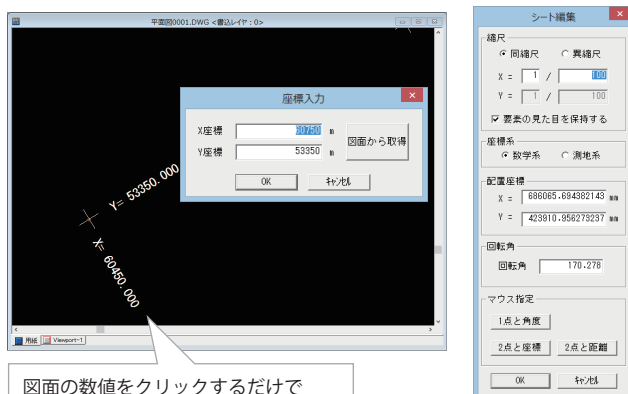 平面図0001.DWG <書込レイヤ：0>
座標入力
X座標 60750 m
Y座標 53350 m
図面から取得
OK キャンセル
Y= 53350.000
X= 60450.000
用紙 Viewport-1
図面の数値をクリックするだけで
シート編集
縮尺
同縮尺 異縮尺
X = 1 / 100
Y = 1 / 100
要素の見た目を保持する
座標系
数学系 測地系
配置座標
X = 686065.694382143 mm
Y = 423910.956273237 mm
回転角
回転角 170.278
マウス指定
1点と角度
2点と座標 2点と距離
OK キャンセル